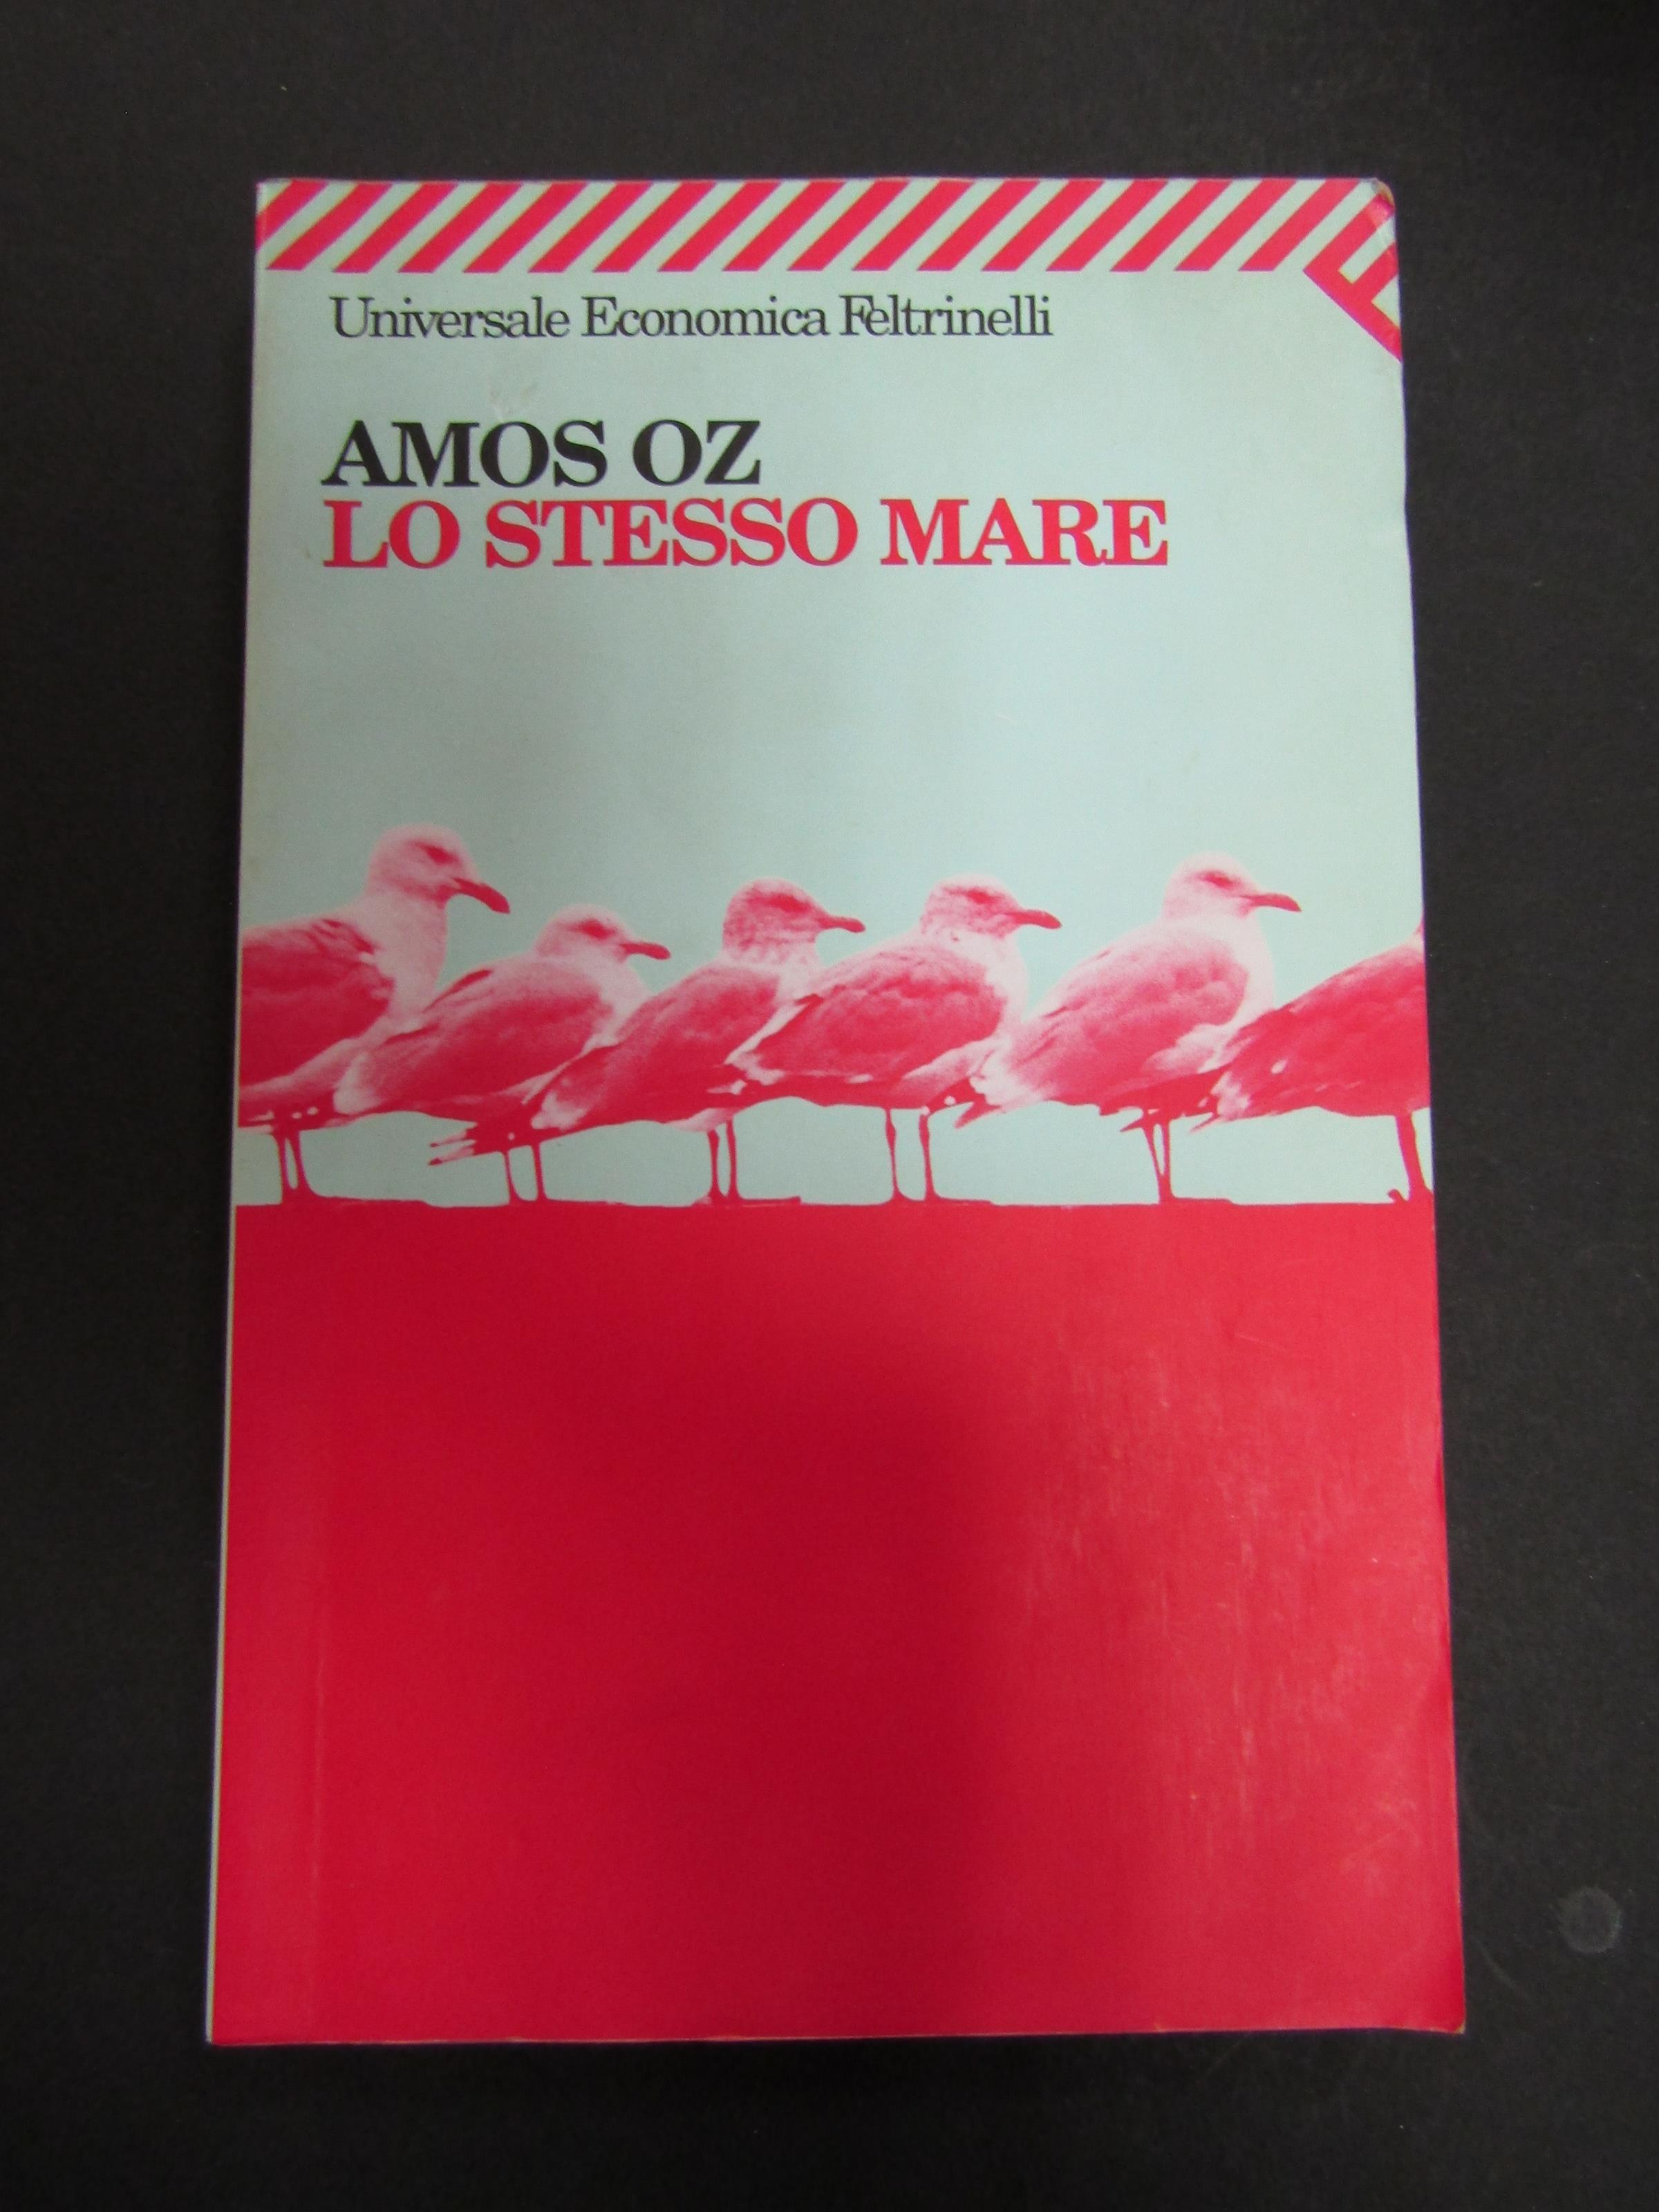 Universale Economica Feltrinelli
AMOS OZ
LO STESSO MARE